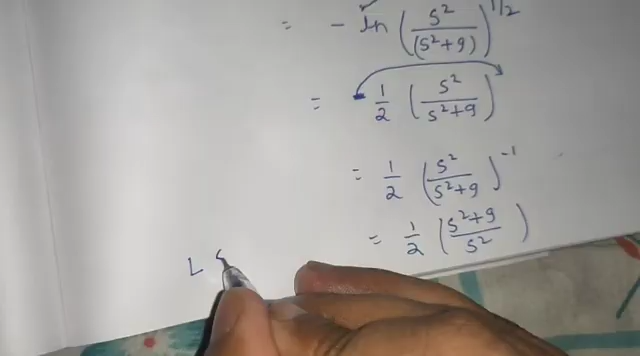 = - ln (s²/(s²+9))^1/2
= - 1/2 (s²/s²+9)
= 1/2 (s²/s²+9)^-1
= 1/2 (s²+9/s²)
L